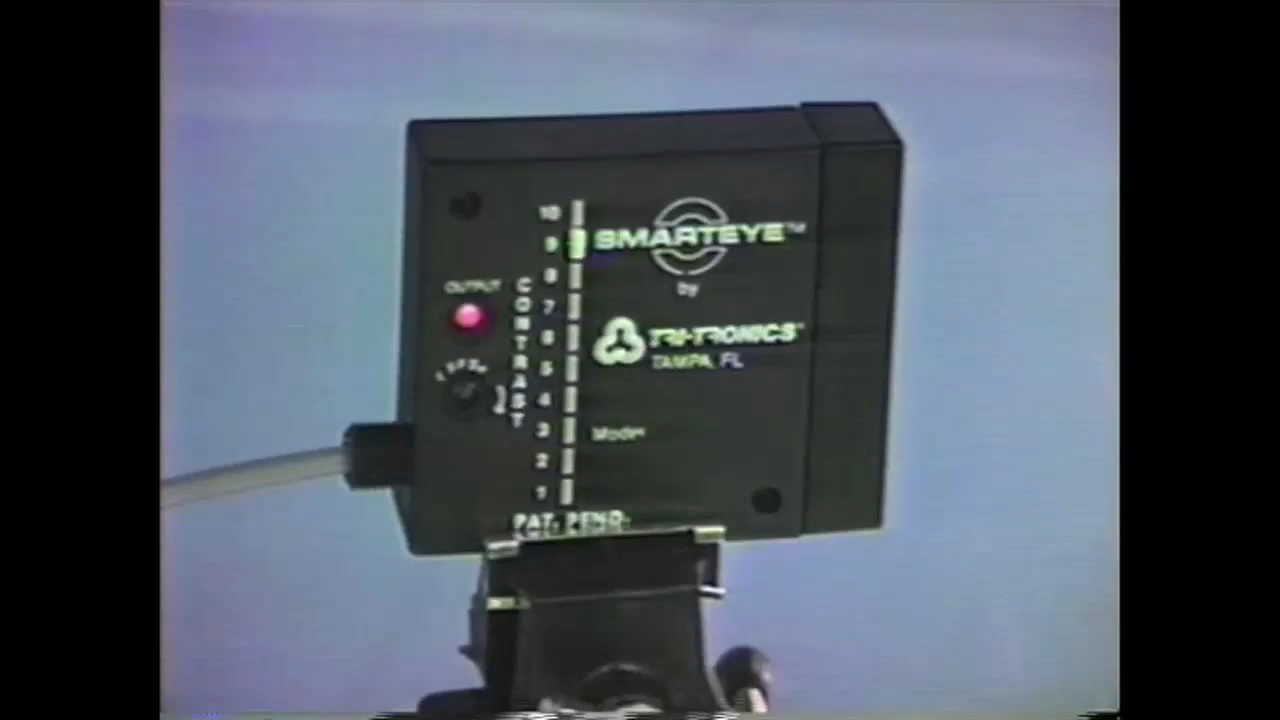 SMARTEYE™
by
TRI-TRONICS
TAMPA, FL
OUTPUT
CONTRAST
10
9
8
7
6
5
4
3
2
1
PAT. PEND.